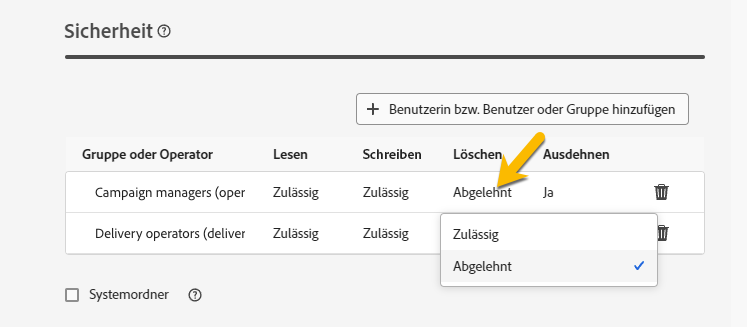 Sicherheit
Benutzerin bzw. Benutzer oder Gruppe hinzufügen
Gruppe oder Operator Lesen Schreiben Löschen Ausdehnen
Campaign managers (oper Zulässig Zulässig Abgelehnt Ja
Delivery operators (deliver Zulässig Zulässig
Zulässig
Abgelehnt
Systemordner